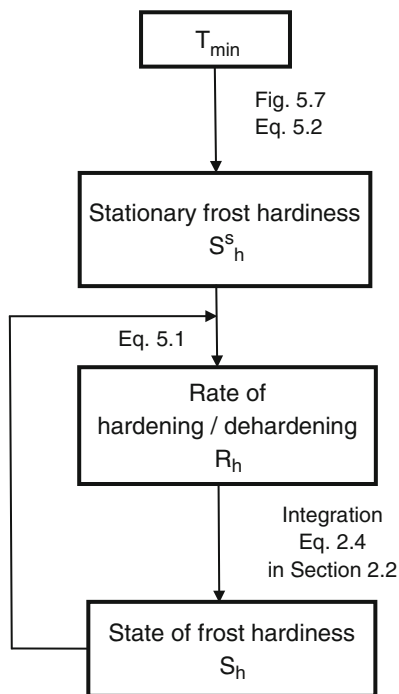 T_min
Fig. 5.7
Eq. 5.2
Stationary frost hardiness
S^s_h
Eq. 5.1
Rate of
hardening / dehardening
R_h
Integration
Eq. 2.4
in Section 2.2
State of frost hardiness
S_h